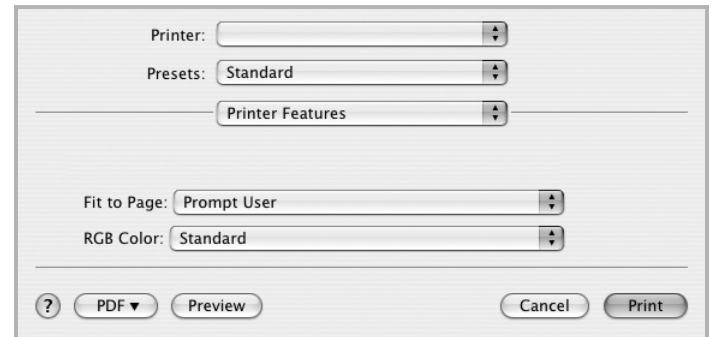 Printer:
Presets: Standard
Printer Features
Fit to Page: Prompt User
RGB Color: Standard
? PDF▼ Preview Cancel Print